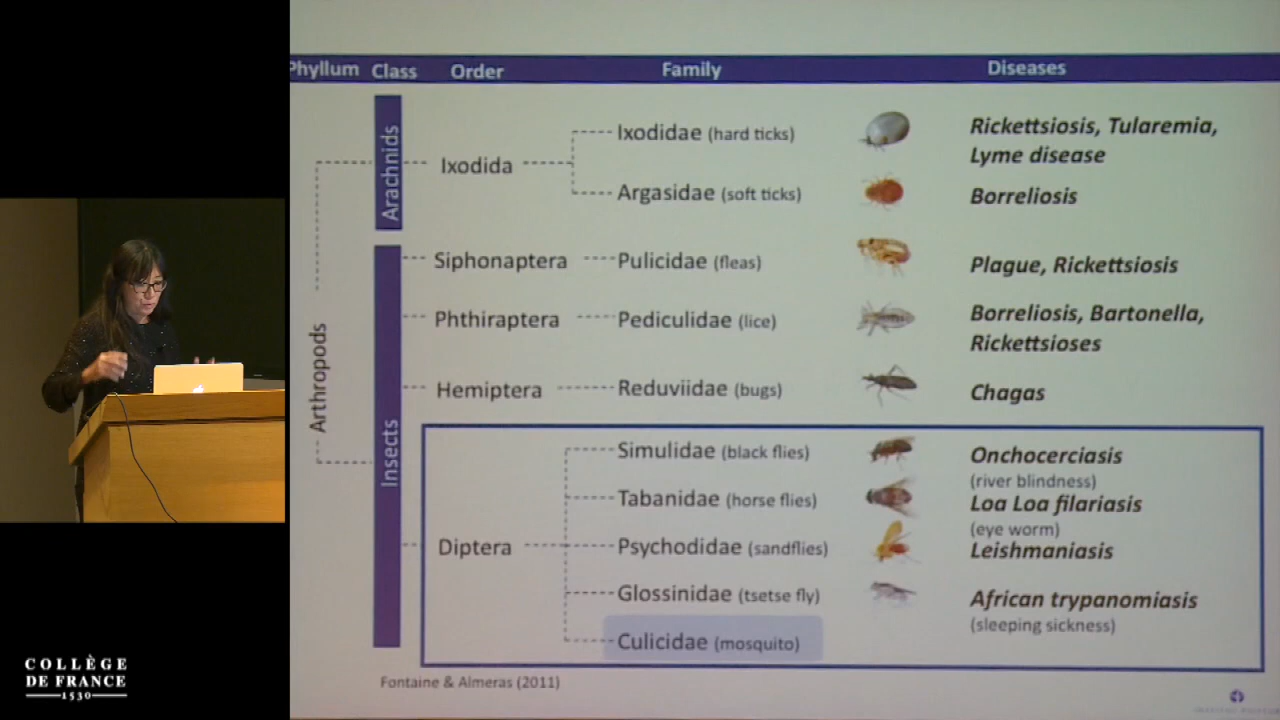 Phyllum Class Order Family Diseases
Arachnids
Ixodida
Ixodidae (hard ticks)
Rickettsiosis, Tularemia,
Lyme disease
Argasidae (soft ticks)
Borreliosis
Arthropods
Insects
Siphonaptera
Pulicidae (fleas)
Plague, Rickettsiosis
Phthiraptera
Pediculidae (lice)
Borreliosis, Bartonella,
Rickettsioses
Hemiptera
Reduviidae (bugs)
Chagas
Diptera
Simulidae (black flies)
Onchocerciasis
(river blindness)
Tabanidae (horse flies)
Loa Loa filariasis
(eye worm)
Psychodidae (sandflies)
Leishmaniasis
Glossinidae (tsetse fly)
African trypanomiasis
(sleeping sickness)
Culicidae (mosquito)
Fontaine & Almeras (2011)
COLLÈGE
DE FRANCE
1530